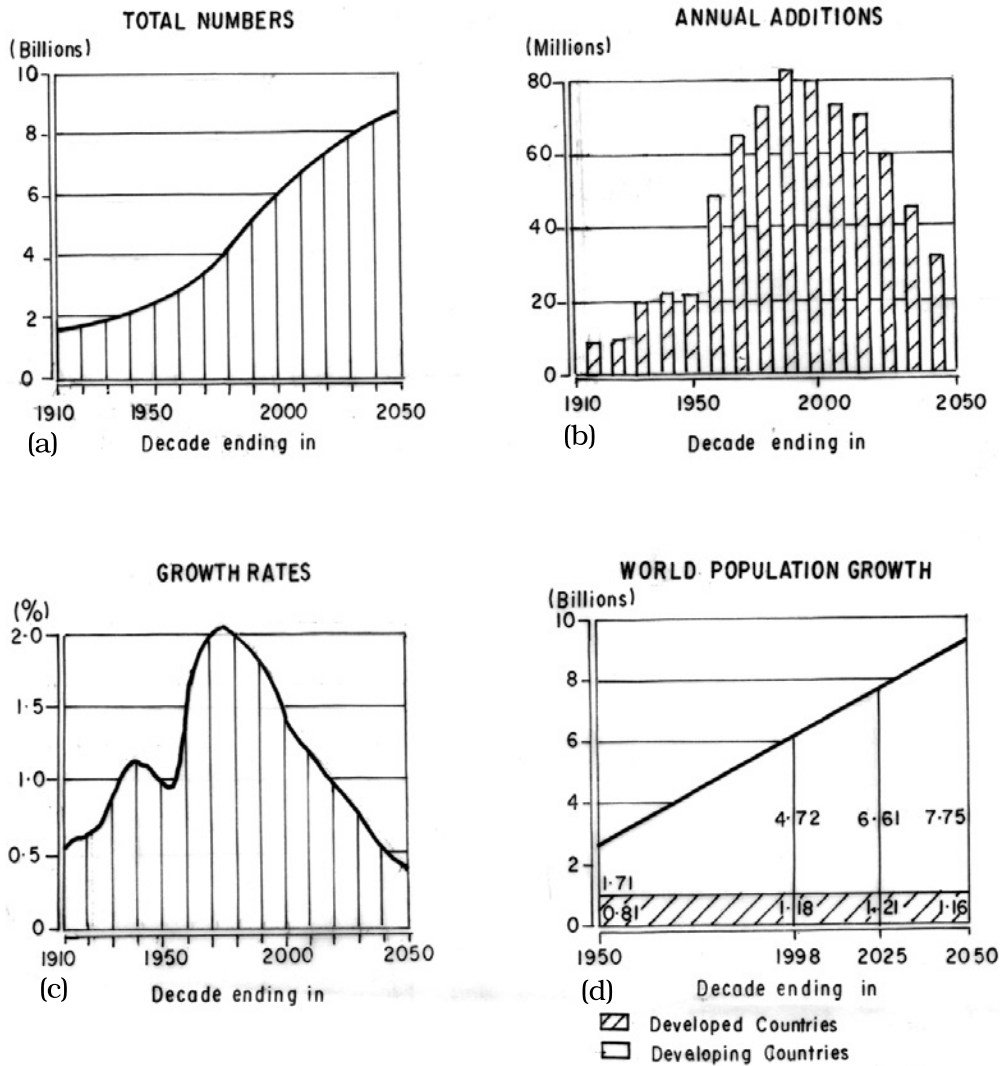 TOTAL NUMBERS
(Billions)
10
8
6
4
2
0
1910 1950 2000 2050
(a)
Decade ending in
ANNUAL ADDITIONS
(Millions)
80
60
40
20
0
1910 1950 2000 2050
(b)
Decade ending in
GROWTH RATES
(%)
2·0
1·5
1·0
0·5
0
1910 1950 2000 2050
(c)
Decade ending in
WORLD POPULATION GROWTH
(Billions)
10
8
6
4
2
0
4·72 6·61 7·75
1·71
0·81 1·18 1·21 1·16
1950 1998 2025 2050
(d)
Decade ending in
Developed Countries
Developing Countries